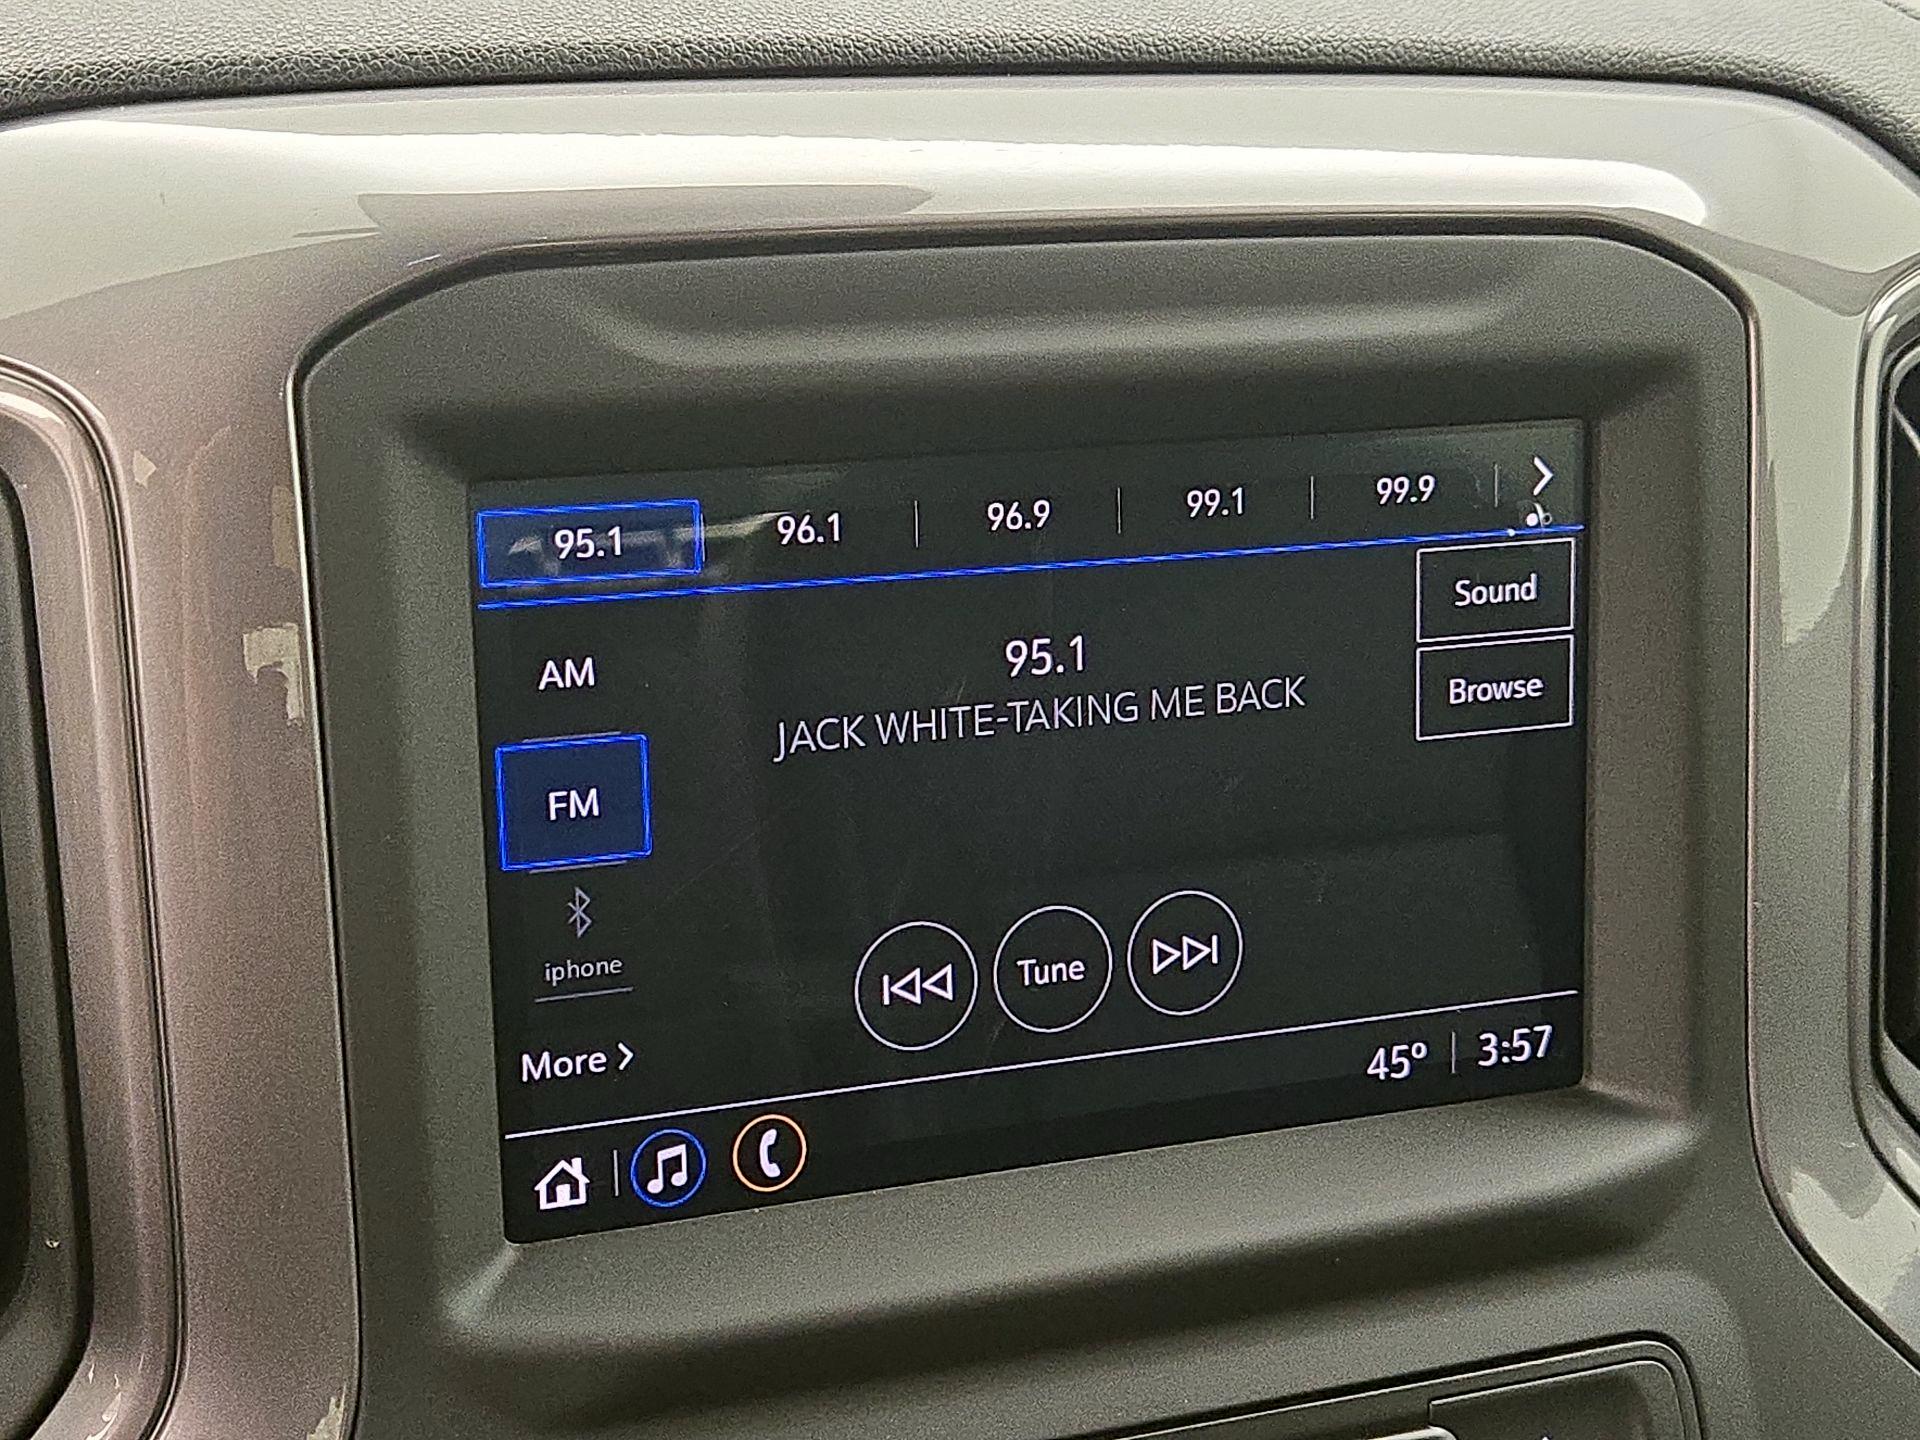 95.1 96.1 96.9 99.1 99.9
Sound
AM
95.1
JACK WHITE-TAKING ME BACK
Browse
FM
iphone
Tune
More
45° 3:57